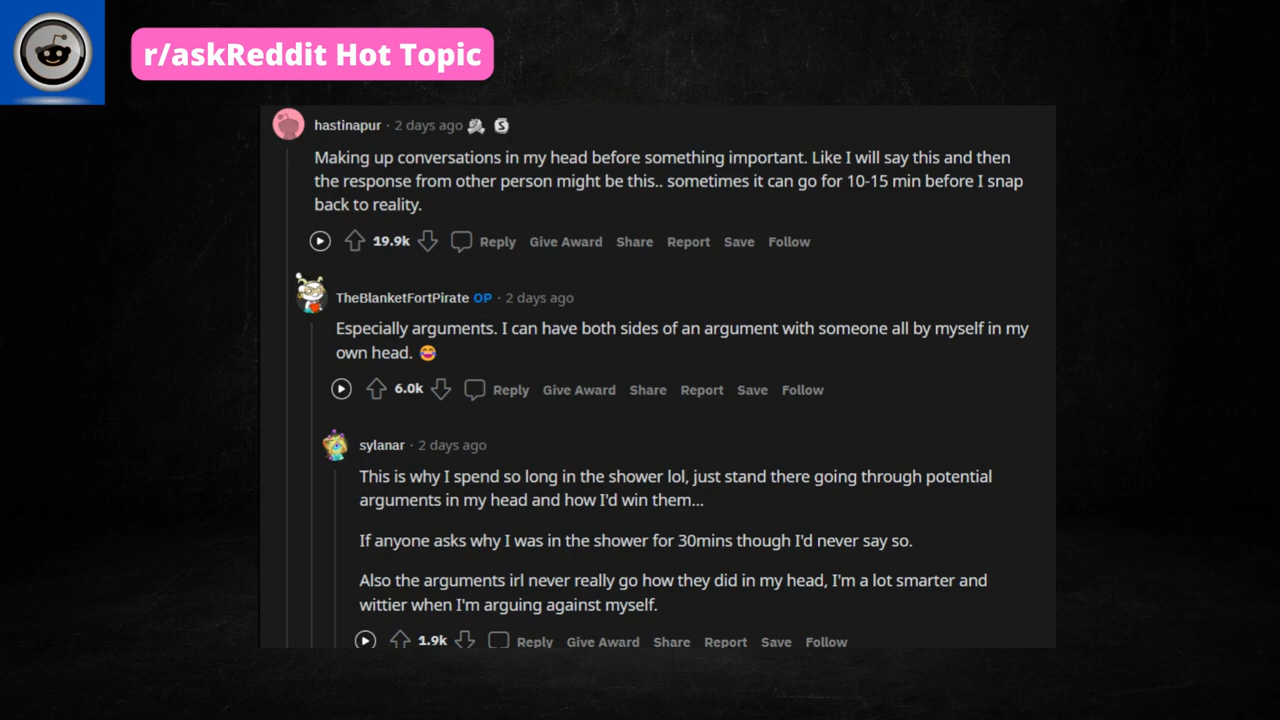 r/askReddit Hot Topic
hastinapur · 2 days ago
Making up conversations in my head before something important. Like I will say this and then
the response from other person might be this.. sometimes it can go for 10-15 min before I snap
back to reality.
19.9k Reply Give Award Share Report Save Follow
TheBlanketFortPirate OP · 2 days ago
Especially arguments. I can have both sides of an argument with someone all by myself in my
own head. 😂
6.0k Reply Give Award Share Report Save Follow
sylanar · 2 days ago
This is why I spend so long in the shower lol, just stand there going through potential
arguments in my head and how I'd win them...
If anyone asks why I was in the shower for 30mins though I'd never say so.
Also the arguments irl never really go how they did in my head, I'm a lot smarter and
wittier when I'm arguing against myself.
1.9k Reply Give Award Share Report Save Follow